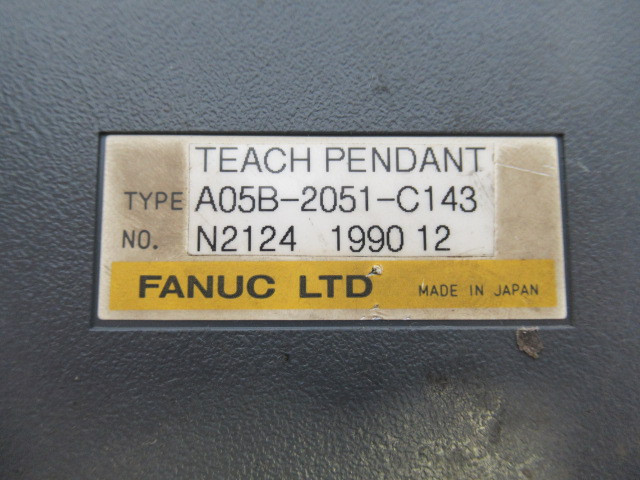 TEACH PENDANT
TYPE A05B-2051-C143
NO. N2124 1990 12
FANUC LTD MADE IN JAPAN